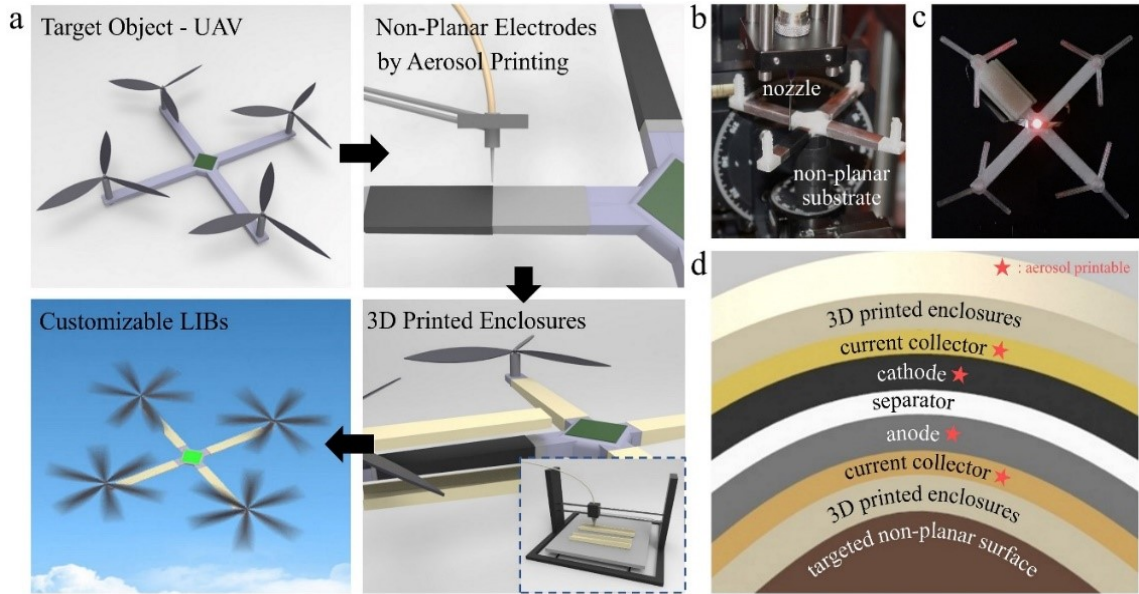 a
Target Object - UAV
Non-Planar Electrodes
by Aerosol Printing
Customizable LIBs
3D Printed Enclosures
b
nozzle
non-planar
substrate
c
d
★ : aerosol printable
3D printed enclosures
current collector ★
cathode ★
separator
anode ★
current collector ★
3D printed enclosures
targeted non-planar surface